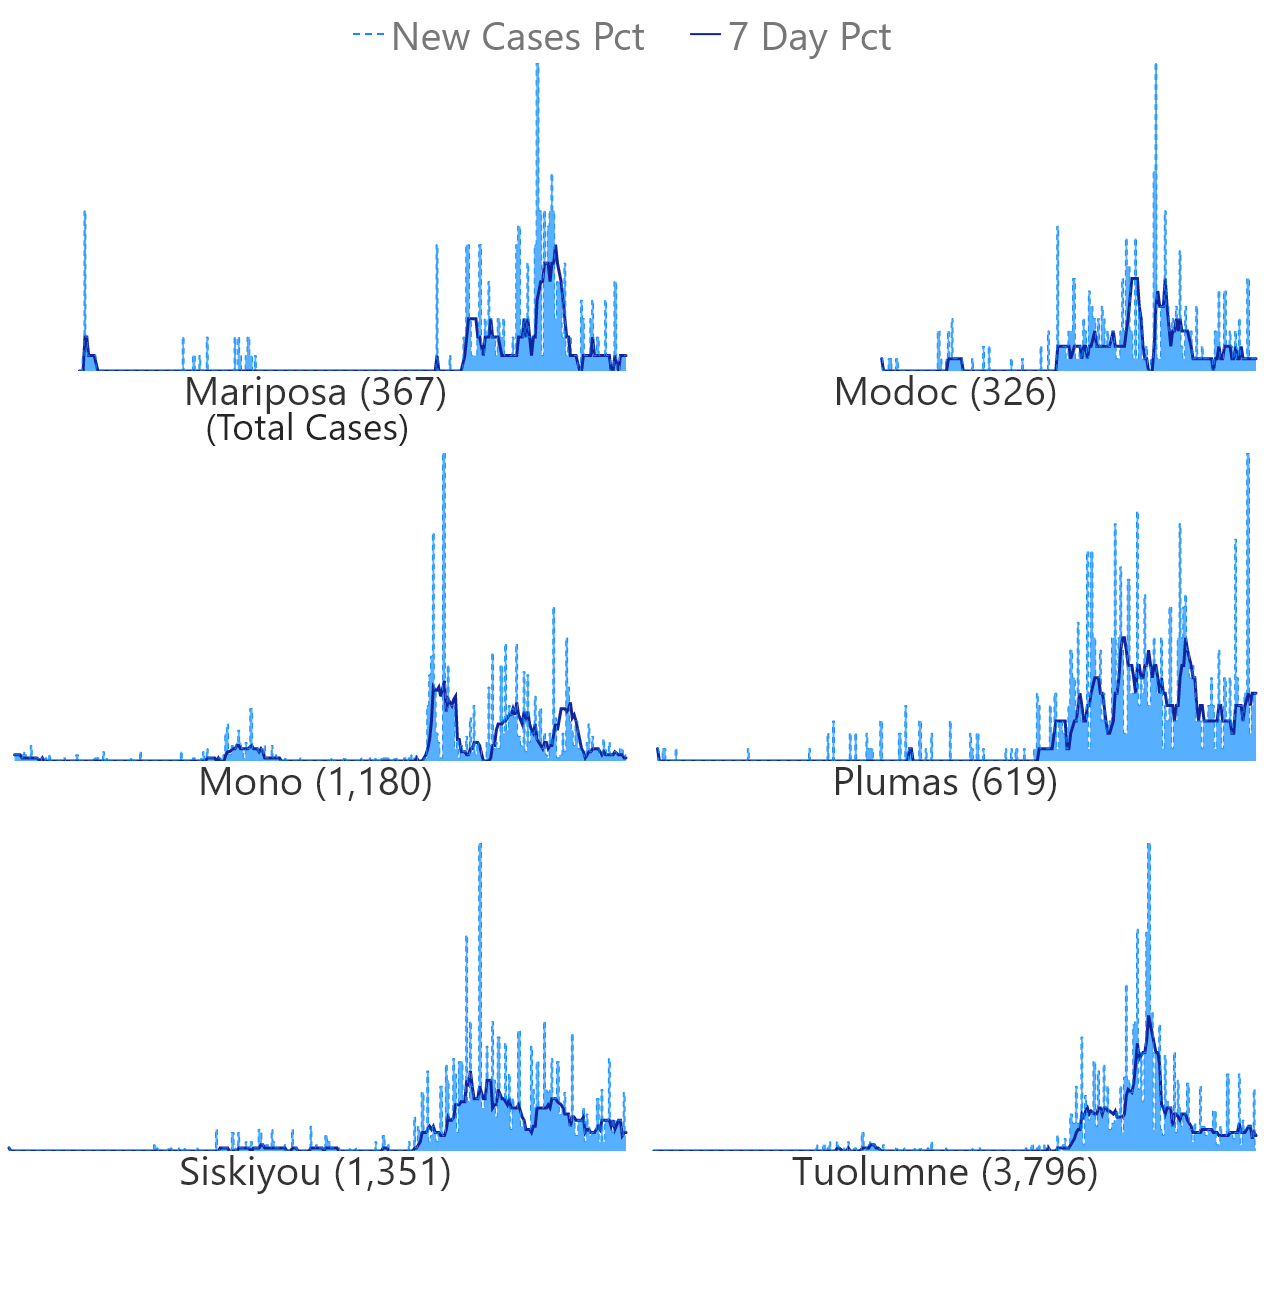 New Cases Pct 7 Day Pct
Mariposa (367) Modoc (326)
(Total Cases)
Mono (1,180) Plumas (619)
Siskiyou (1,351) Tuolumne (3,796)